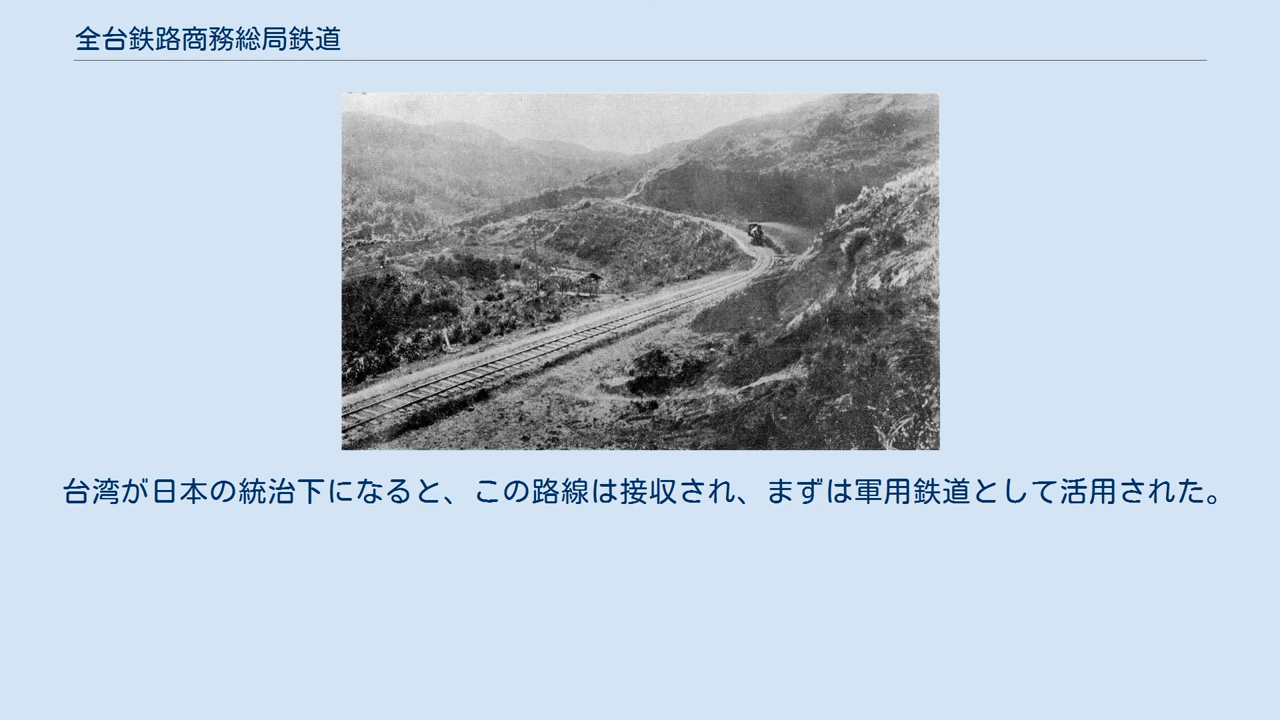 全台鉄路商務総局鉄道
台湾が日本の統治下になると、この路線は接収され、まずは軍用鉄道として活用された。